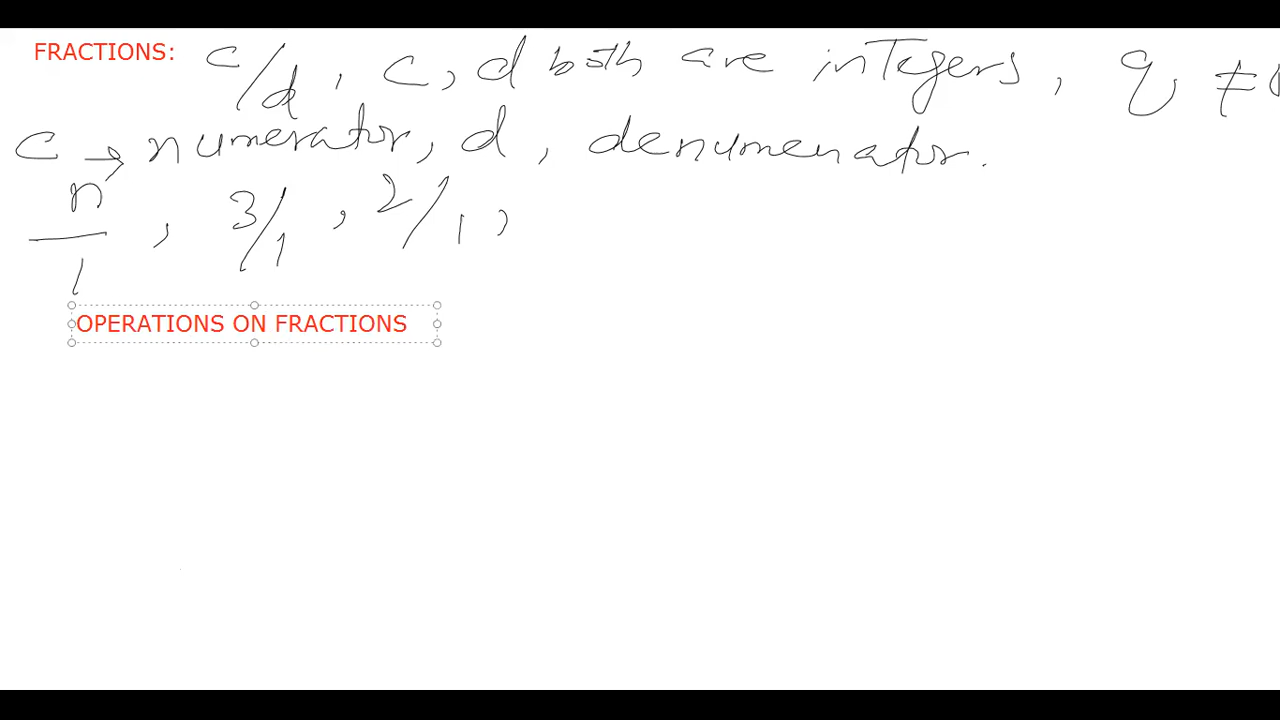 FRACTIONS: c/d, c, d both are integers, q ≠
c → numerator, d, denumenator.
n/1, 3/1, 2/1,
OPERATIONS ON FRACTIONS